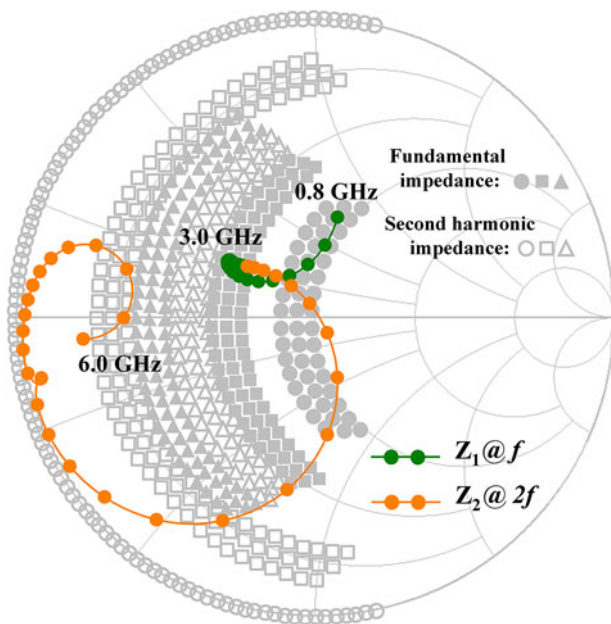 Fundamental
impedance:
0.8 GHz
3.0 GHz
Second harmonic
impedance:
6.0 GHz
Z1@f
Z2@ 2f